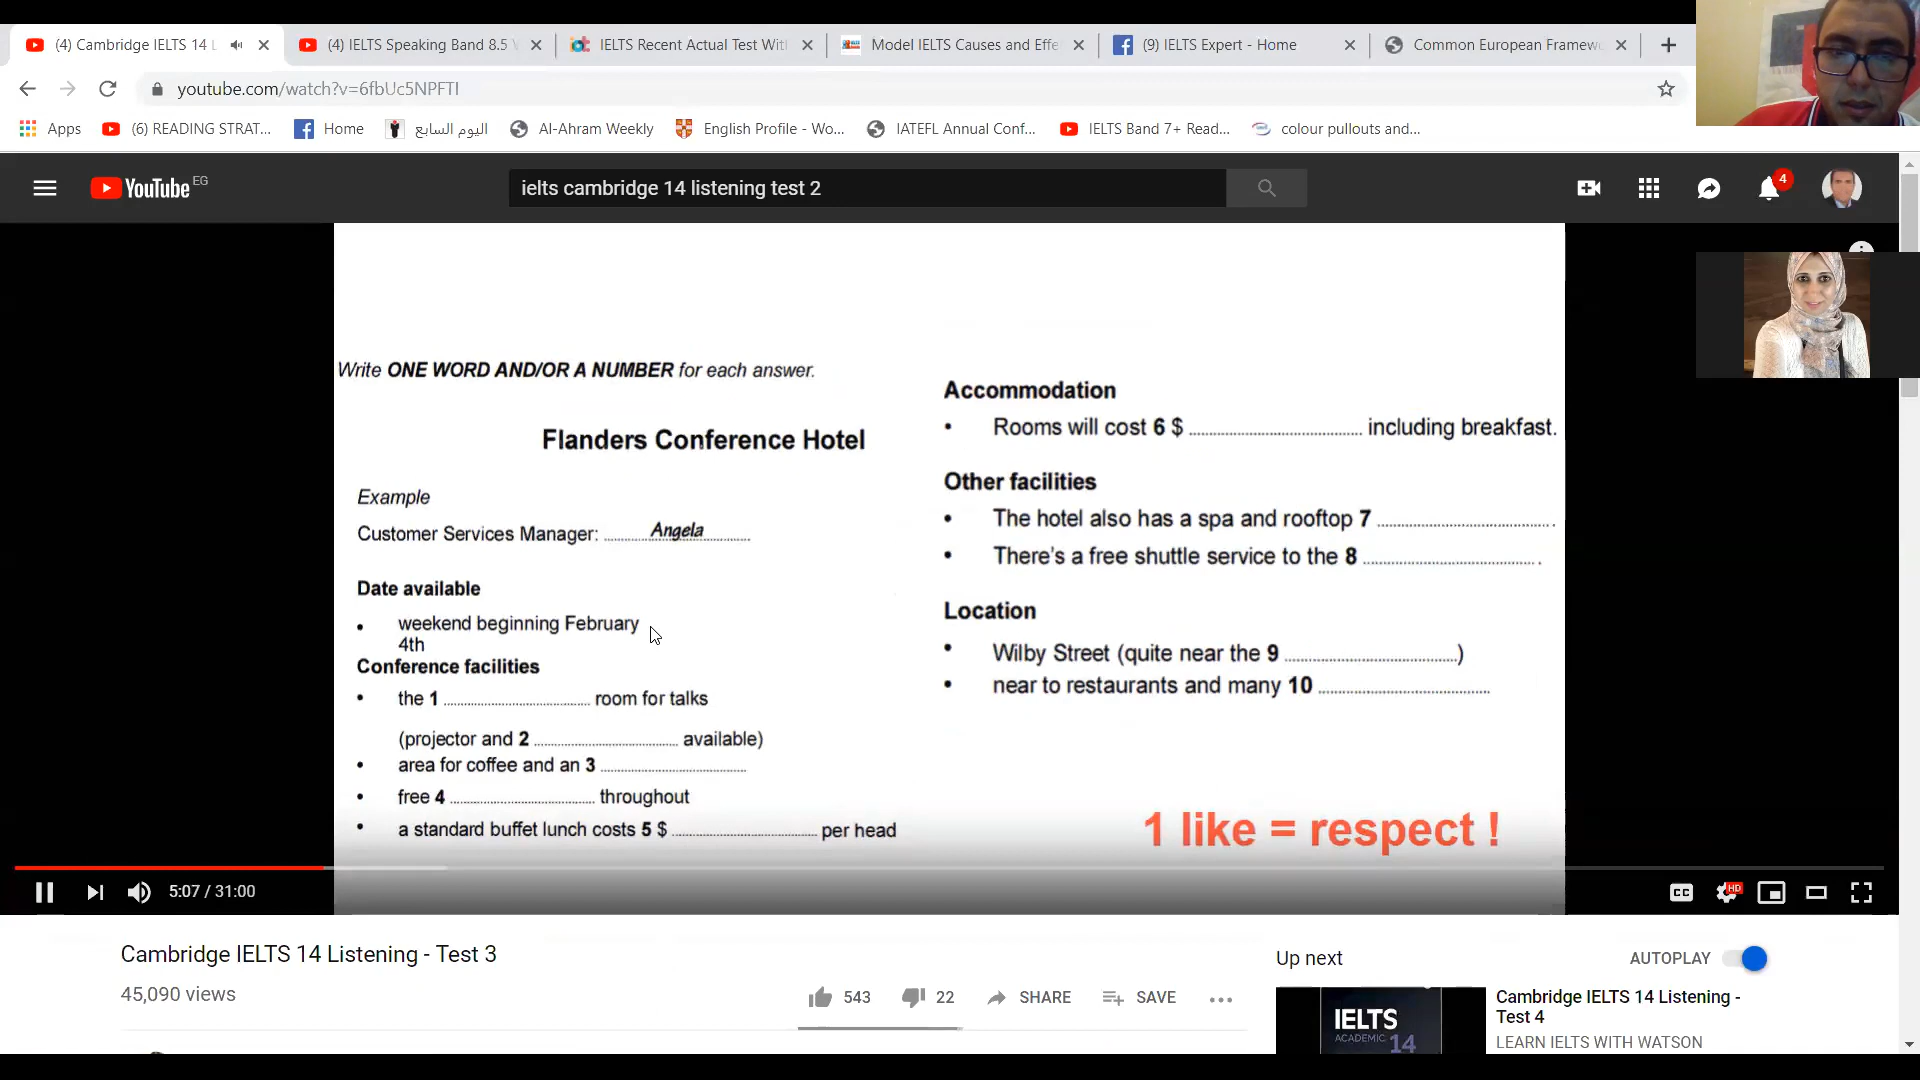 (4) Cambridge IELTS 14 L
(4) IELTS Speaking Band 8.5
IELTS Recent Actual Test With
Model IELTS Causes and Effe
(9) IELTS Expert - Home
Common European Framew
youtube.com/watch?v=6fbUc5NPFTI
Apps
(6) READING STRAT...
Home
اليوم السابع
Al-Ahram Weekly
English Profile - Wo...
IATEFL Annual Conf...
IELTS Band 7+ Read...
colour pullouts and...
YouTube EG
ielts cambridge 14 listening test 2
4
Write ONE WORD AND/OR A NUMBER for each answer.
Flanders Conference Hotel
Example
Customer Services Manager: Angela
Date available
• weekend beginning February
4th
Conference facilities
• the 1 .......... room for talks
(projector and 2 .......... available)
• area for coffee and an 3 ..........
• free 4 .......... throughout
• a standard buffet lunch costs 5 $ .......... per head
Accommodation
• Rooms will cost 6 $ .......... including breakfast.
Other facilities
• The hotel also has a spa and rooftop 7 .......... .
• There's a free shuttle service to the 8 .......... .
Location
• Wilby Street (quite near the 9 ..........)
• near to restaurants and many 10 ..........
1 like = respect !
5:07 / 31:00
CC
HD
Cambridge IELTS 14 Listening - Test 3
45,090 views
543
22
SHARE
SAVE
Up next
AUTOPLAY
IELTS
ACADEMIC 14
Cambridge IELTS 14 Listening -
Test 4
LEARN IELTS WITH WATSON